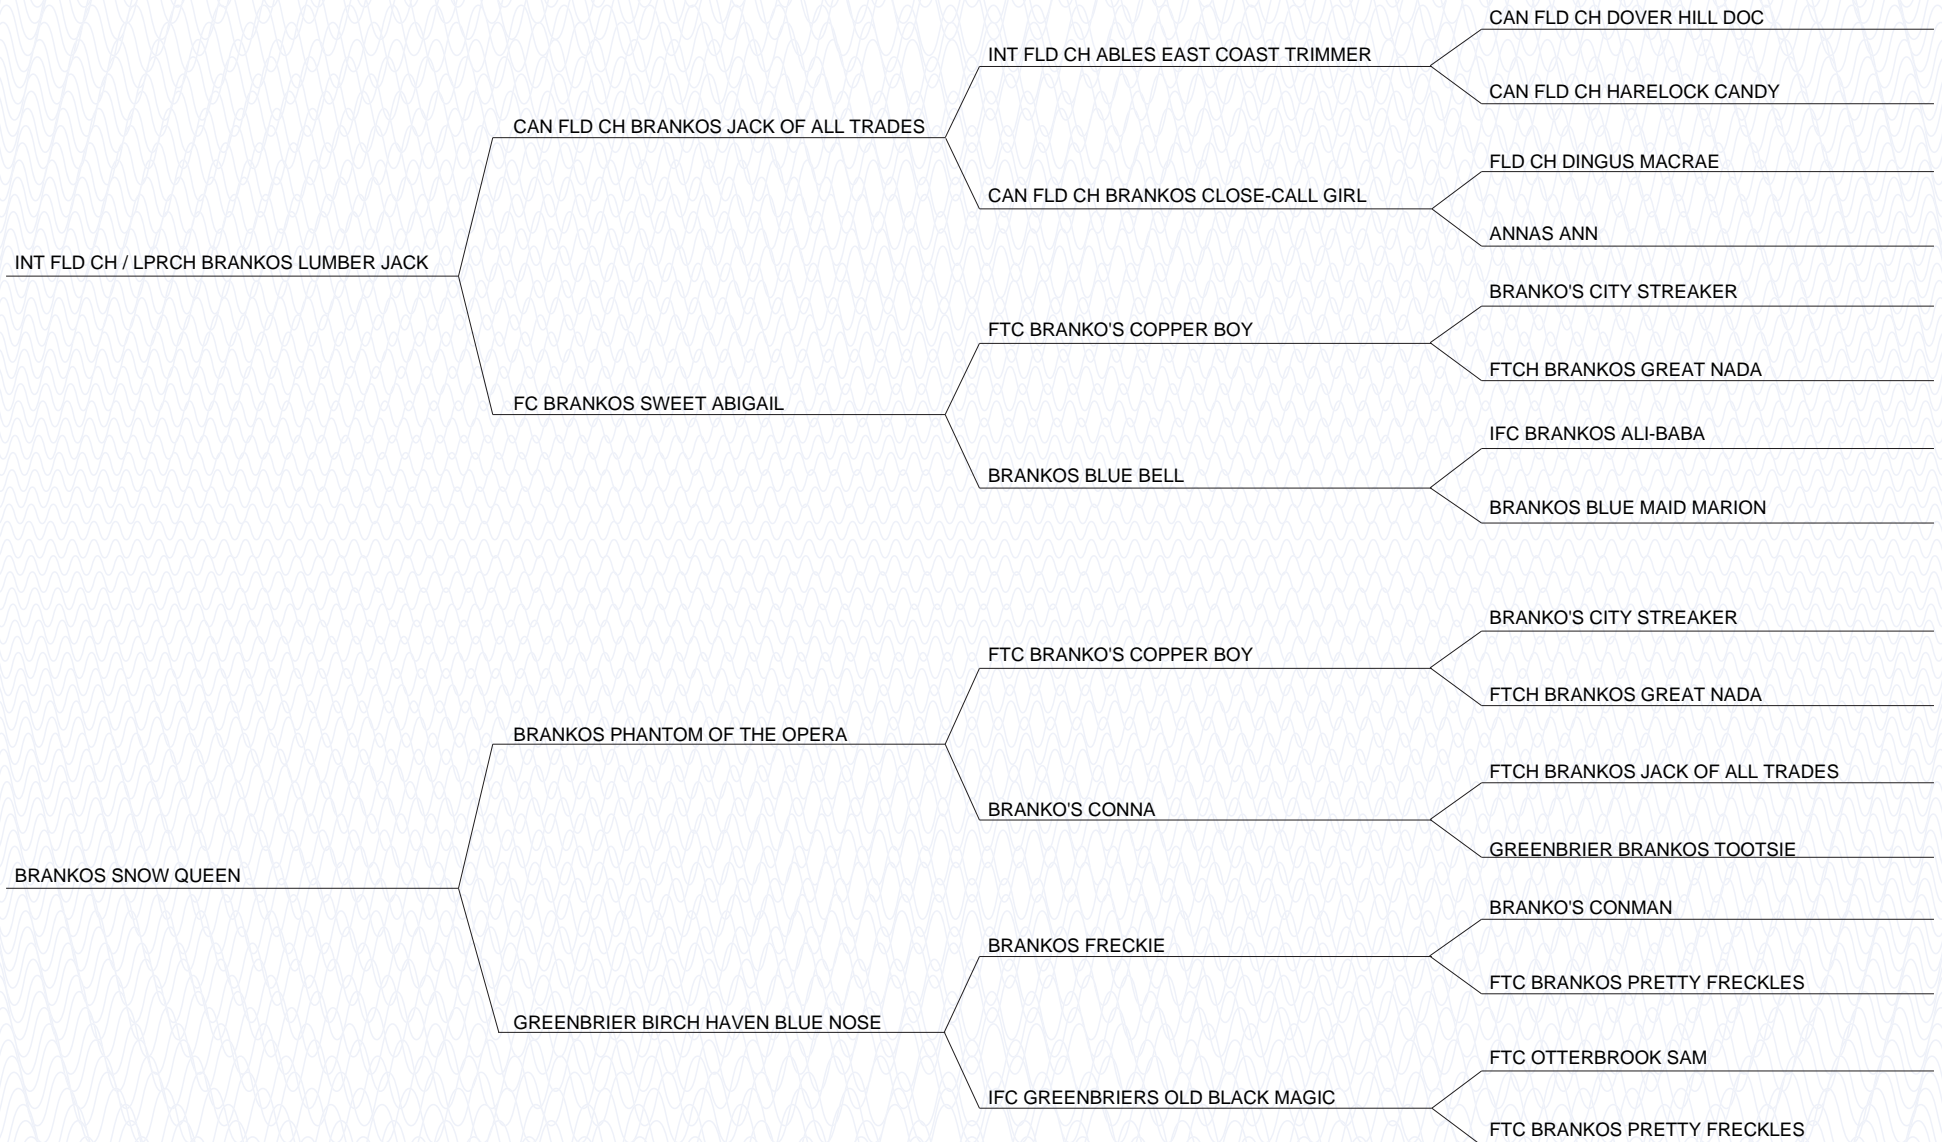 CAN FLD CH DOVER HILL DOC
INT FLD CH ABLES EAST COAST TRIMMER
CAN FLD CH HARELOCK CANDY
CAN FLD CH BRANKOS JACK OF ALL TRADES
FLD CH DINGUS MACRAE
CAN FLD CH BRANKOS CLOSE-CALL GIRL
ANNAS ANN
INT FLD CH / LPRCH BRANKOS LUMBER JACK
BRANKO'S CITY STREAKER
FTC BRANKO'S COPPER BOY
FTCH BRANKOS GREAT NADA
FC BRANKOS SWEET ABIGAIL
IFC BRANKOS ALI-BABA
BRANKOS BLUE BELL
BRANKOS BLUE MAID MARION
BRANKO'S CITY STREAKER
FTC BRANKO'S COPPER BOY
FTCH BRANKOS GREAT NADA
BRANKOS PHANTOM OF THE OPERA
FTCH BRANKOS JACK OF ALL TRADES
BRANKO'S CONNA
GREENBRIER BRANKOS TOOTSIE
BRANKOS SNOW QUEEN
BRANKO'S CONMAN
BRANKOS FRECKIE
FTC BRANKOS PRETTY FRECKLES
GREENBRIER BIRCH HAVEN BLUE NOSE
FTC OTTERBROOK SAM
IFC GREENBRIERS OLD BLACK MAGIC
FTC BRANKOS PRETTY FRECKLES